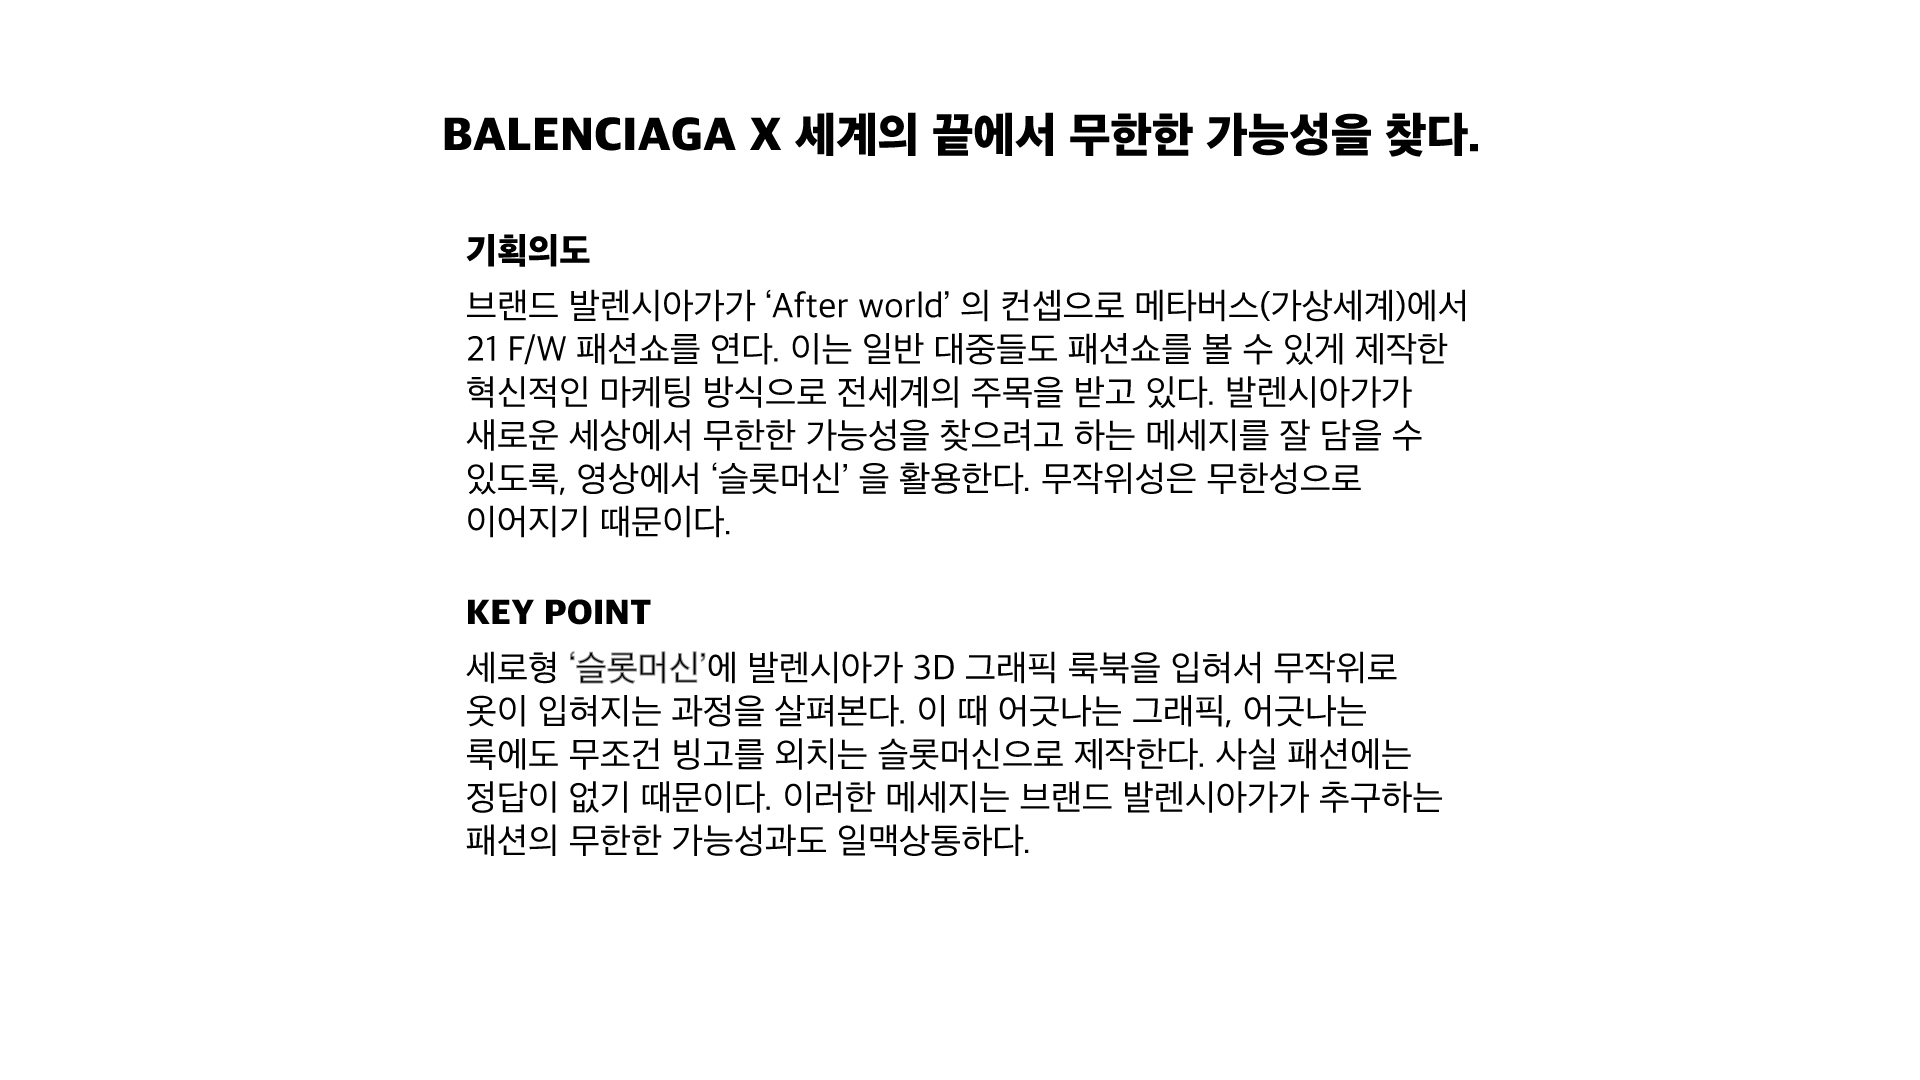 BALENCIAGA X 세계의 끝에서 무한한 가능성을 찾다.
기획의도
브랜드 발렌시아가가 ‘After world’ 의 컨셉으로 메타버스(가상세계)에서
21 F/W 패션쇼를 연다. 이는 일반 대중들도 패션쇼를 볼 수 있게 제작한
혁신적인 마케팅 방식으로 전세계의 주목을 받고 있다. 발렌시아가가
새로운 세상에서 무한한 가능성을 찾으려고 하는 메세지를 잘 담을 수
있도록, 영상에서 ‘슬롯머신’ 을 활용한다. 무작위성은 무한성으로
이어지기 때문이다.
KEY POINT
세로형 ‘슬롯머신’에 발렌시아가 3D 그래픽 룩북을 입혀서 무작위로
옷이 입혀지는 과정을 살펴본다. 이 때 어긋나는 그래픽, 어긋나는
룩에도 무조건 빙고를 외치는 슬롯머신으로 제작한다. 사실 패션에는
정답이 없기 때문이다. 이러한 메세지는 브랜드 발렌시아가가 추구하는
패션의 무한한 가능성과도 일맥상통하다.